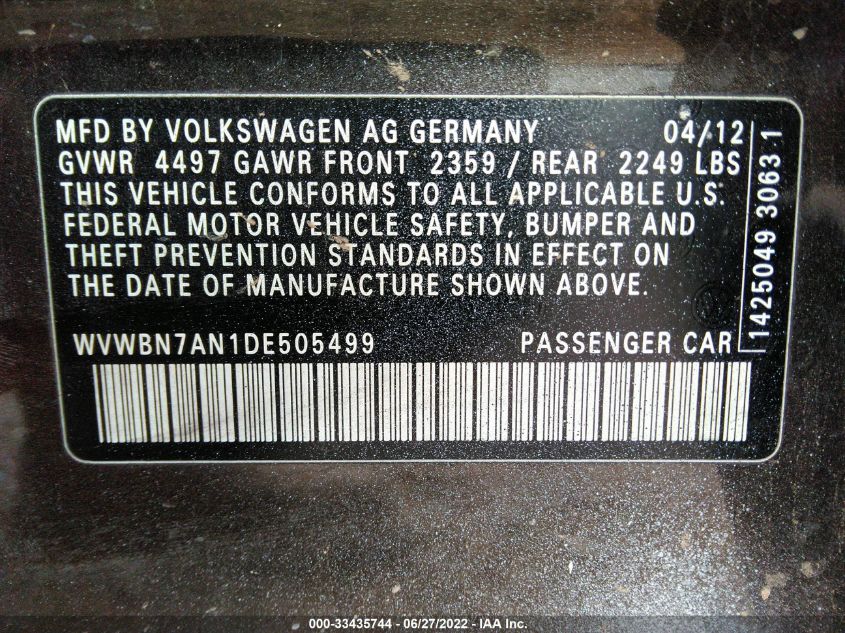 MFD BY VOLKSWAGEN AG GERMANY 04/12
GVWR 4497 GAWR FRONT 2359 / REAR 2249 LBS
THIS VEHICLE CONFORMS TO ALL APPLICABLE U.S.
FEDERAL MOTOR VEHICLE SAFETY, BUMPER AND
THEFT PREVENTION STANDARDS IN EFFECT ON
THE DATE OF MANUFACTURE SHOWN ABOVE.
WVWBN7AN1DE505499 PASSENGER CAR
1425049 3063 1
000-33435744 / 06/27/2022 - IAA Inc.